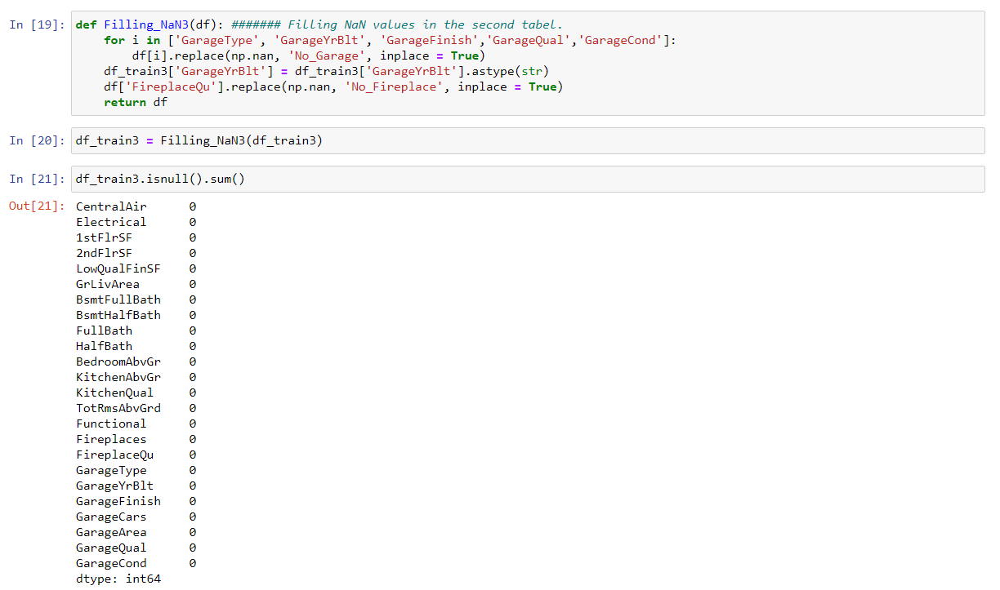 In [19]: def Filling_NaN3(df): ####### Filling NaN values in the second tabel.
    for i in ['GarageType', 'GarageYrBlt', 'GarageFinish','GarageQual','GarageCond']:
        df[i].replace(np.nan, 'No_Garage', inplace = True)
    df_train3['GarageYrBlt'] = df_train3['GarageYrBlt'].astype(str)
    df['FireplaceQu'].replace(np.nan, 'No_Fireplace', inplace = True)
    return df
In [20]: df_train3 = Filling_NaN3(df_train3)
In [21]: df_train3.isnull().sum()
Out[21]: CentralAir      0
Electrical      0
1stFlrSF        0
2ndFlrSF        0
LowQualFinSF    0
GrLivArea       0
BsmtFullBath    0
BsmtHalfBath    0
FullBath        0
HalfBath        0
BedroomAbvGr    0
KitchenAbvGr    0
KitchenQual     0
TotRmsAbvGrd    0
Functional      0
Fireplaces      0
FireplaceQu     0
GarageType      0
GarageYrBlt     0
GarageFinish    0
GarageCars      0
GarageArea      0
GarageQual      0
GarageCond      0
dtype: int64